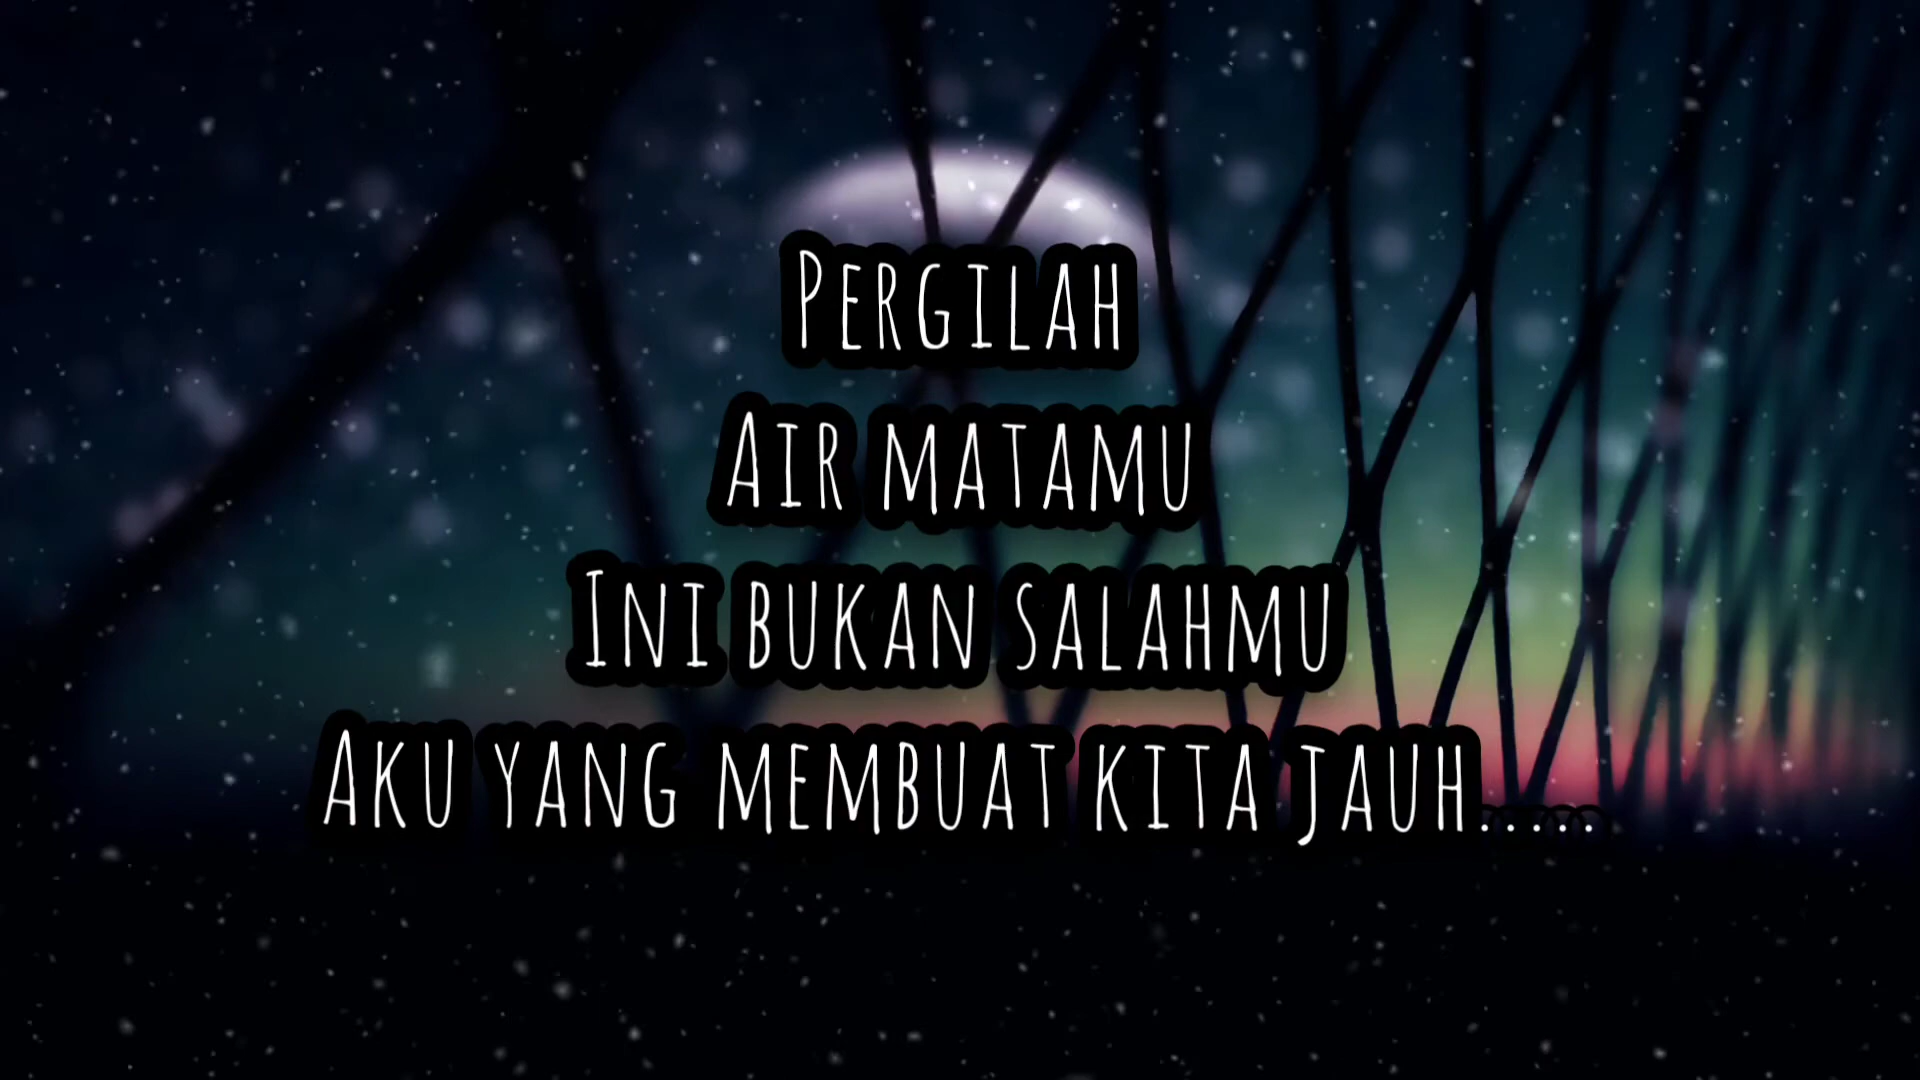 Pergilah
Air matamu
Ini bukan salahmu
Aku yang membuat kita jauh.....